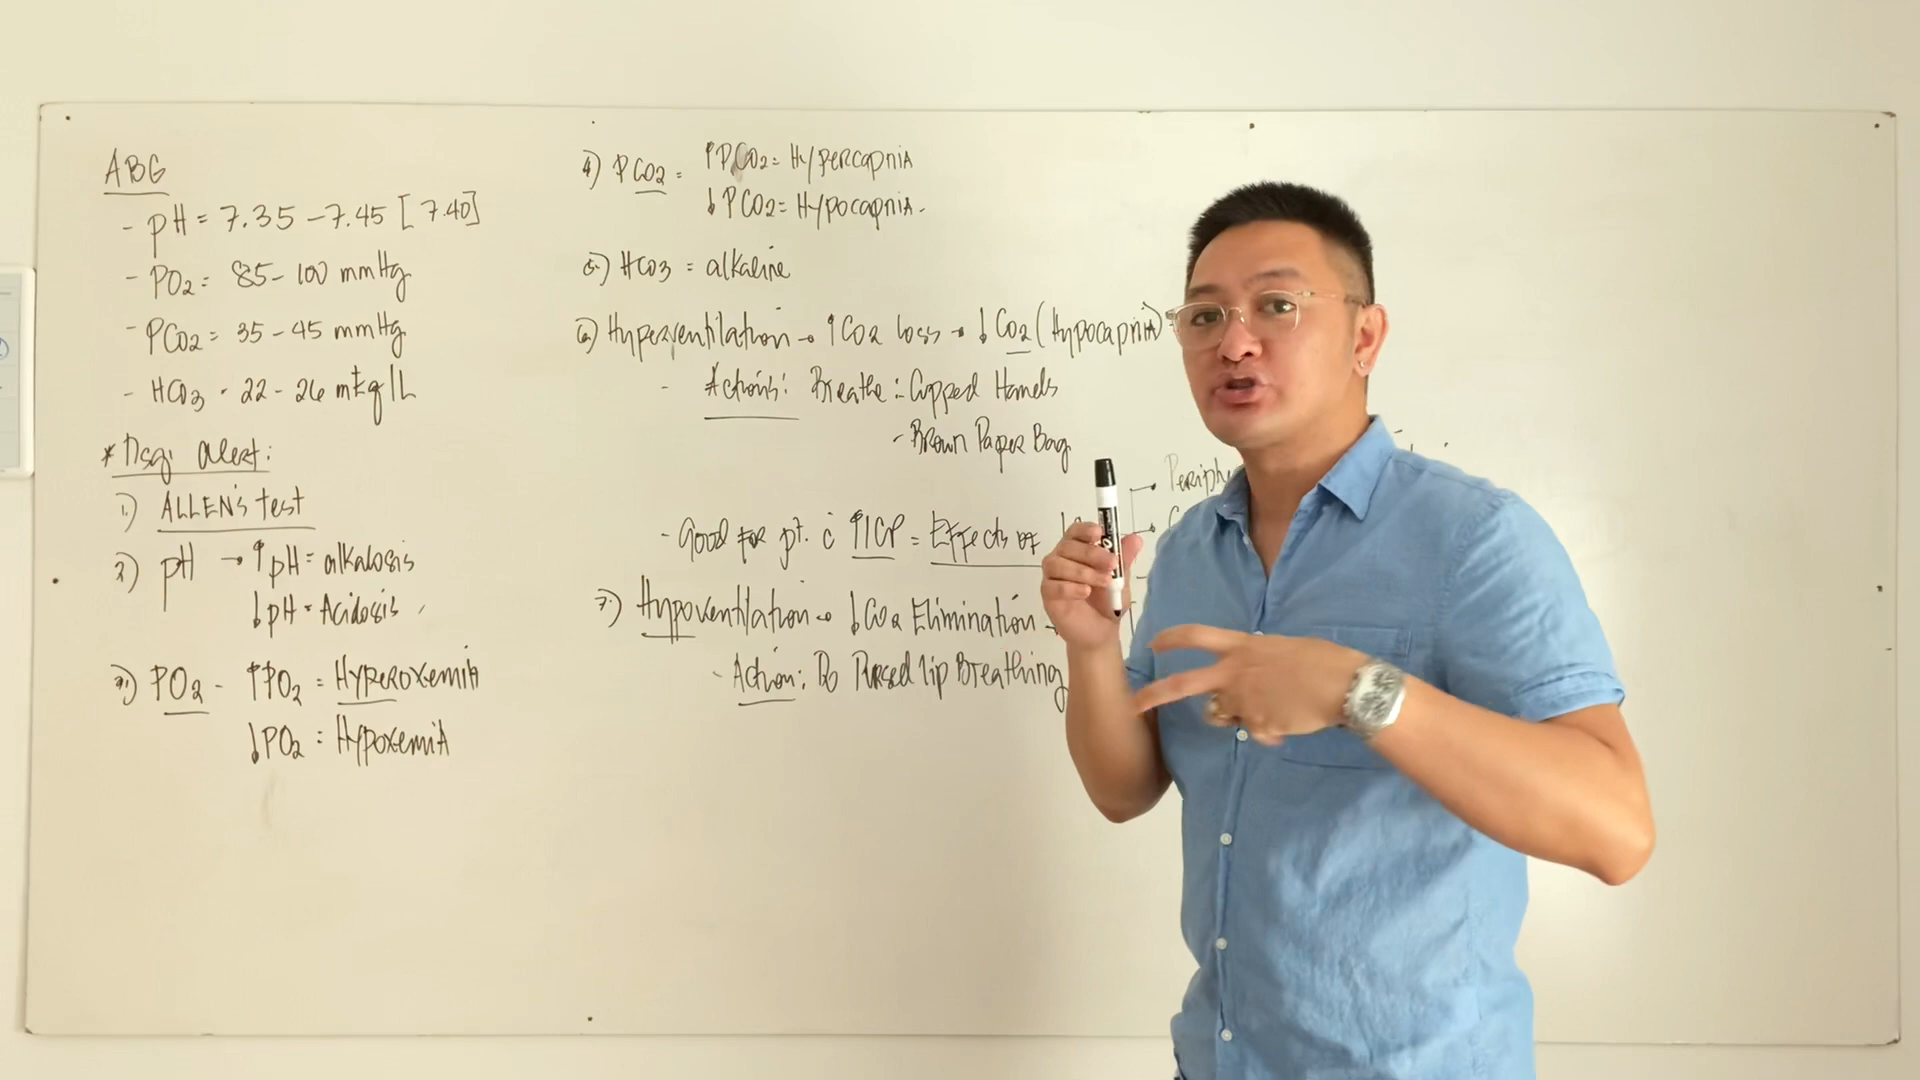 ABG
- pH = 7.35 - 7.45 [7.40]
- PO2 = 85 - 100 mmHg
- PCO2 = 35 - 45 mmHg
- HCO3 = 22 - 26 mEq/L
* Nsg. alert:
1) ALLEN's test
2) pH → ↑pH = alkalosis
↓pH = Acidosis
3) PO2 - ↑PO2 = HypeRoxemiA
↓PO2 = HypoxemiA
4) PCO2 = ↑PCO2 = HypeRcapniA
↓PCO2 = HypocapniA
5.) HCO3 = alkaline
6) Hyperventilation → ↑CO2 loss → ↓CO2 (HypocapniA)
- Actions: Breathe: - Cupped Hands
- Brown Paper Bag
- Good for pt. c̄ ↑ICP = Effects of ↓
7.) Hypoventilation → ↓CO2 Elimination →
- Action: Do Pursed lip Breathing